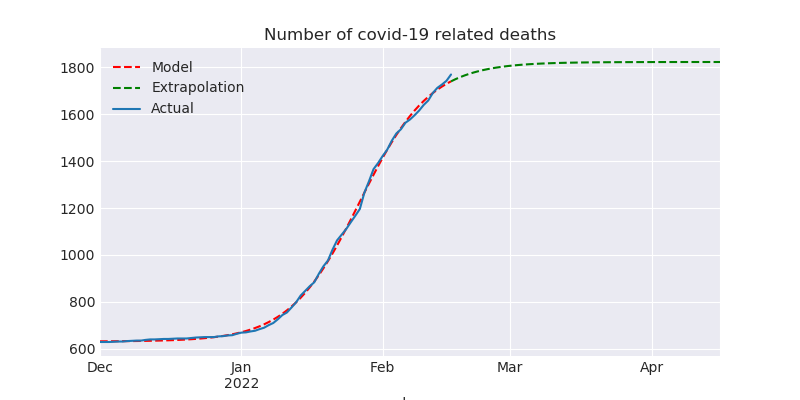 Number of covid-19 related deaths
Model
Extrapolation
Actual
1800
1600
1400
1200
1000
800
600
Dec
Jan
2022
Feb
Mar
Apr